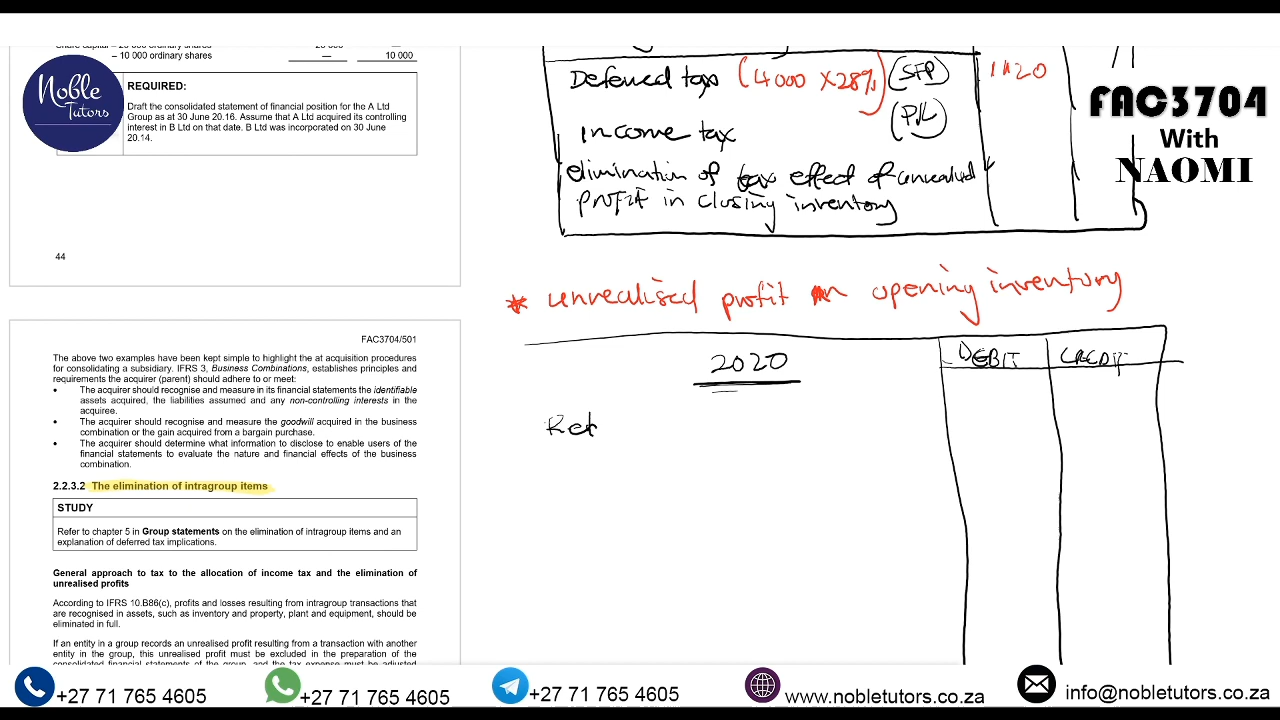 – 10 000 ordinary shares — 10 000
Noble
Tutors
REQUIRED:
Draft the consolidated statement of financial position for the A Ltd
Group as at 30 June 20.16. Assume that A Ltd acquired its controlling
interest in B Ltd on that date. B Ltd was incorporated on 30 June
20.14.
44
FAC3704/501
The above two examples have been kept simple to highlight the at acquisition procedures
for consolidating a subsidiary. IFRS 3, Business Combinations, establishes principles and
requirements the acquirer (parent) should adhere to or meet:
• The acquirer should recognise and measure in its financial statements the identifiable
assets acquired, the liabilities assumed and any non-controlling interests in the
acquiree.
• The acquirer should recognise and measure the goodwill acquired in the business
combination or the gain acquired from a bargain purchase.
• The acquirer should determine what information to disclose to enable users of the
financial statements to evaluate the nature and financial effects of the business
combination.
2.2.3.2 The elimination of intragroup items
STUDY
Refer to chapter 5 in Group statements on the elimination of intragroup items and an
explanation of deferred tax implications.
General approach to tax to the allocation of income tax and the elimination of
unrealised profits
According to IFRS 10.B86(c), profits and losses resulting from intragroup transactions that
are recognised in assets, such as inventory and property, plant and equipment, should be
eliminated in full.
If an entity in a group records an unrealised profit resulting from a transaction with another
entity in the group, this unrealised profit must be excluded in the preparation of the
consolidated financial statements of the group, and the tax expense must be adjusted
Deferred tax (4000 x28%) (SFP) 1120
Income tax (P/L)
elimination of tax effect of unrealised
profit in closing inventory
* unrealised profit in opening inventory
2020 DEBIT CREDIT
Ret
FAC3704
With
NAOMI
+27 71 765 4605 +27 71 765 4605 +27 71 765 4605 www.nobletutors.co.za info@nobletutors.co.za